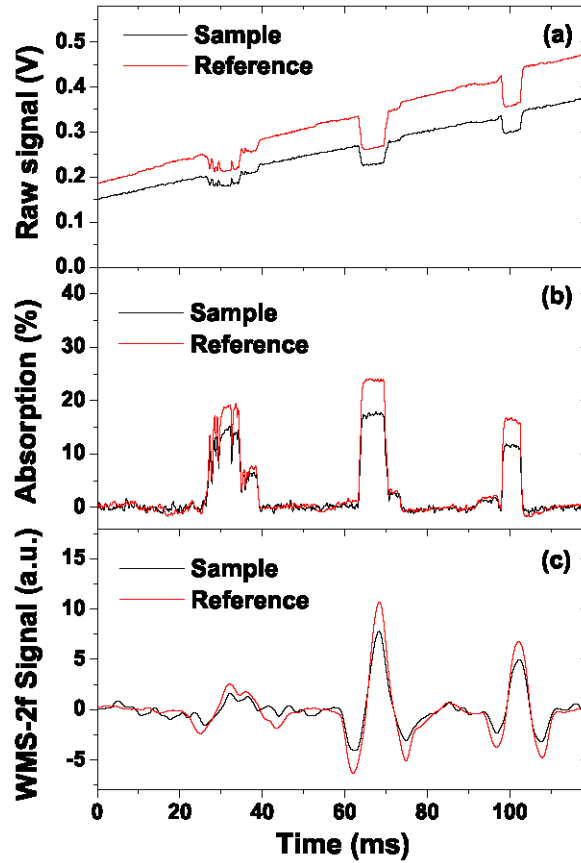 (a)
Sample
Reference
Raw signal (V)
0.5
0.4
0.3
0.2
0.1
0.0
(b)
Sample
Reference
Absorption (%)
40
30
20
10
0
(c)
Sample
Reference
WMS-2f Signal (a.u.)
15
10
5
0
-5
0 20 40 60 80 100
Time (ms)